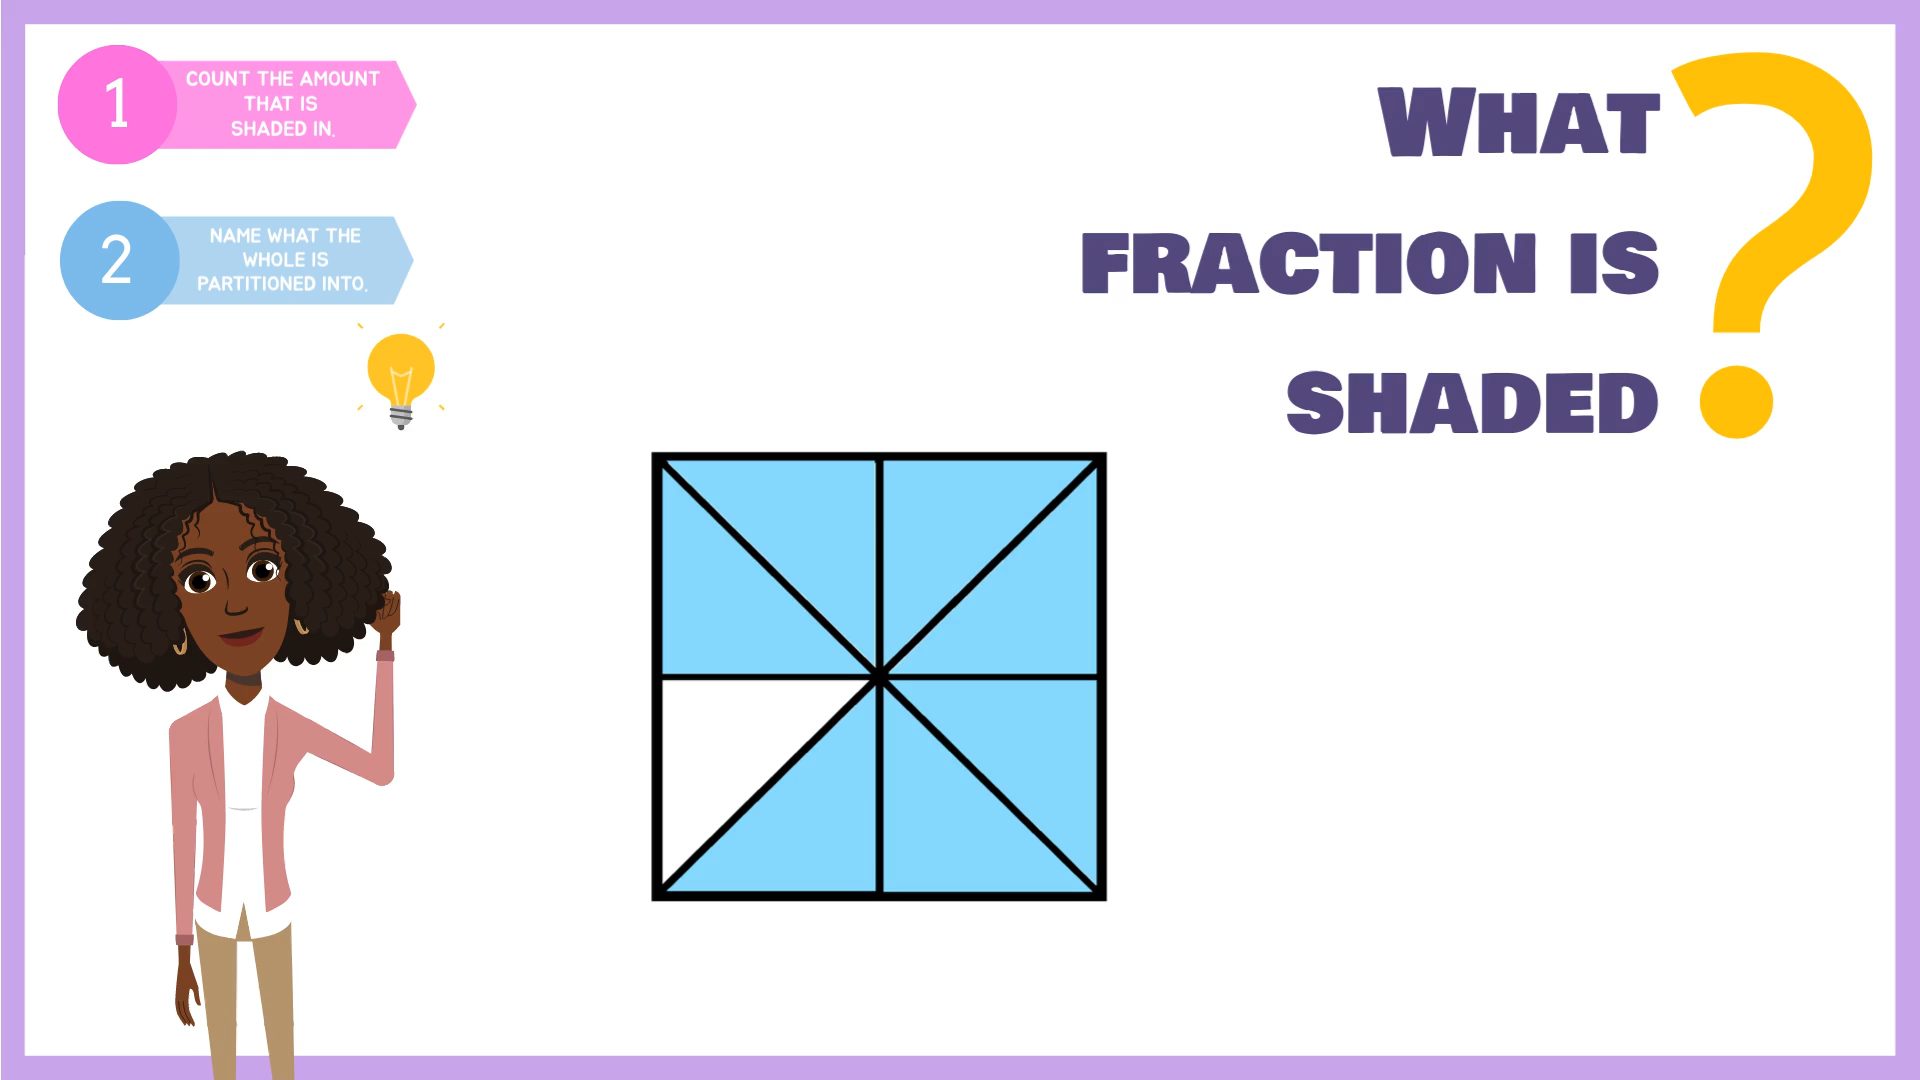 1
COUNT THE AMOUNT
THAT IS
SHADED IN.
2
NAME WHAT THE
WHOLE IS
PARTITIONED INTO.
WHAT
FRACTION IS
SHADED
?